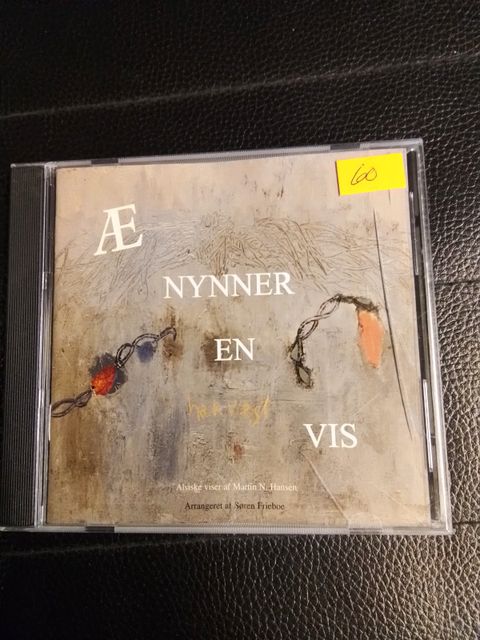 60
Æ
NYNNER
EN
VIS
Alsiske viser af Martin N. Hansen
Arrangeret af Søren Frieboe